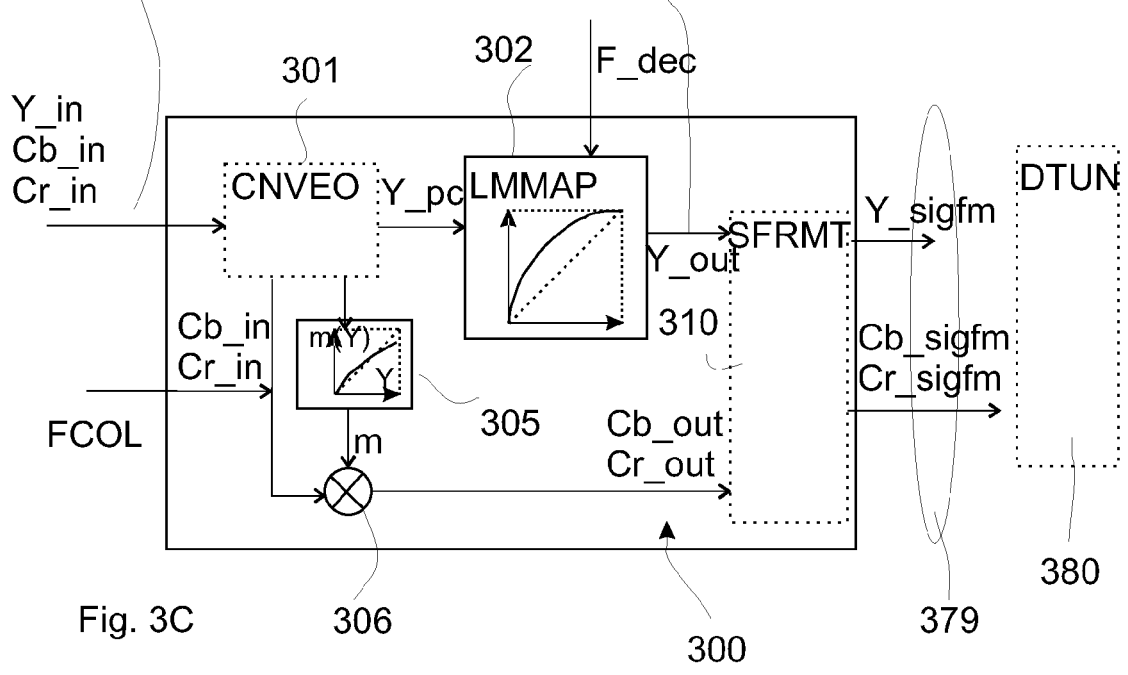 302
F_dec
301
Y_in
Cb_in
Cr_in
CNVEO
Y_pc
LMMAP
DTUN
Y_sigfm
SFRMT
Y_out
310
Cb_in
Cr_in
m(Y)
Y
Cb_sigfm
Cr_sigfm
FCOL
305
m
Cb_out
Cr_out
380
Fig. 3C
306
379
300